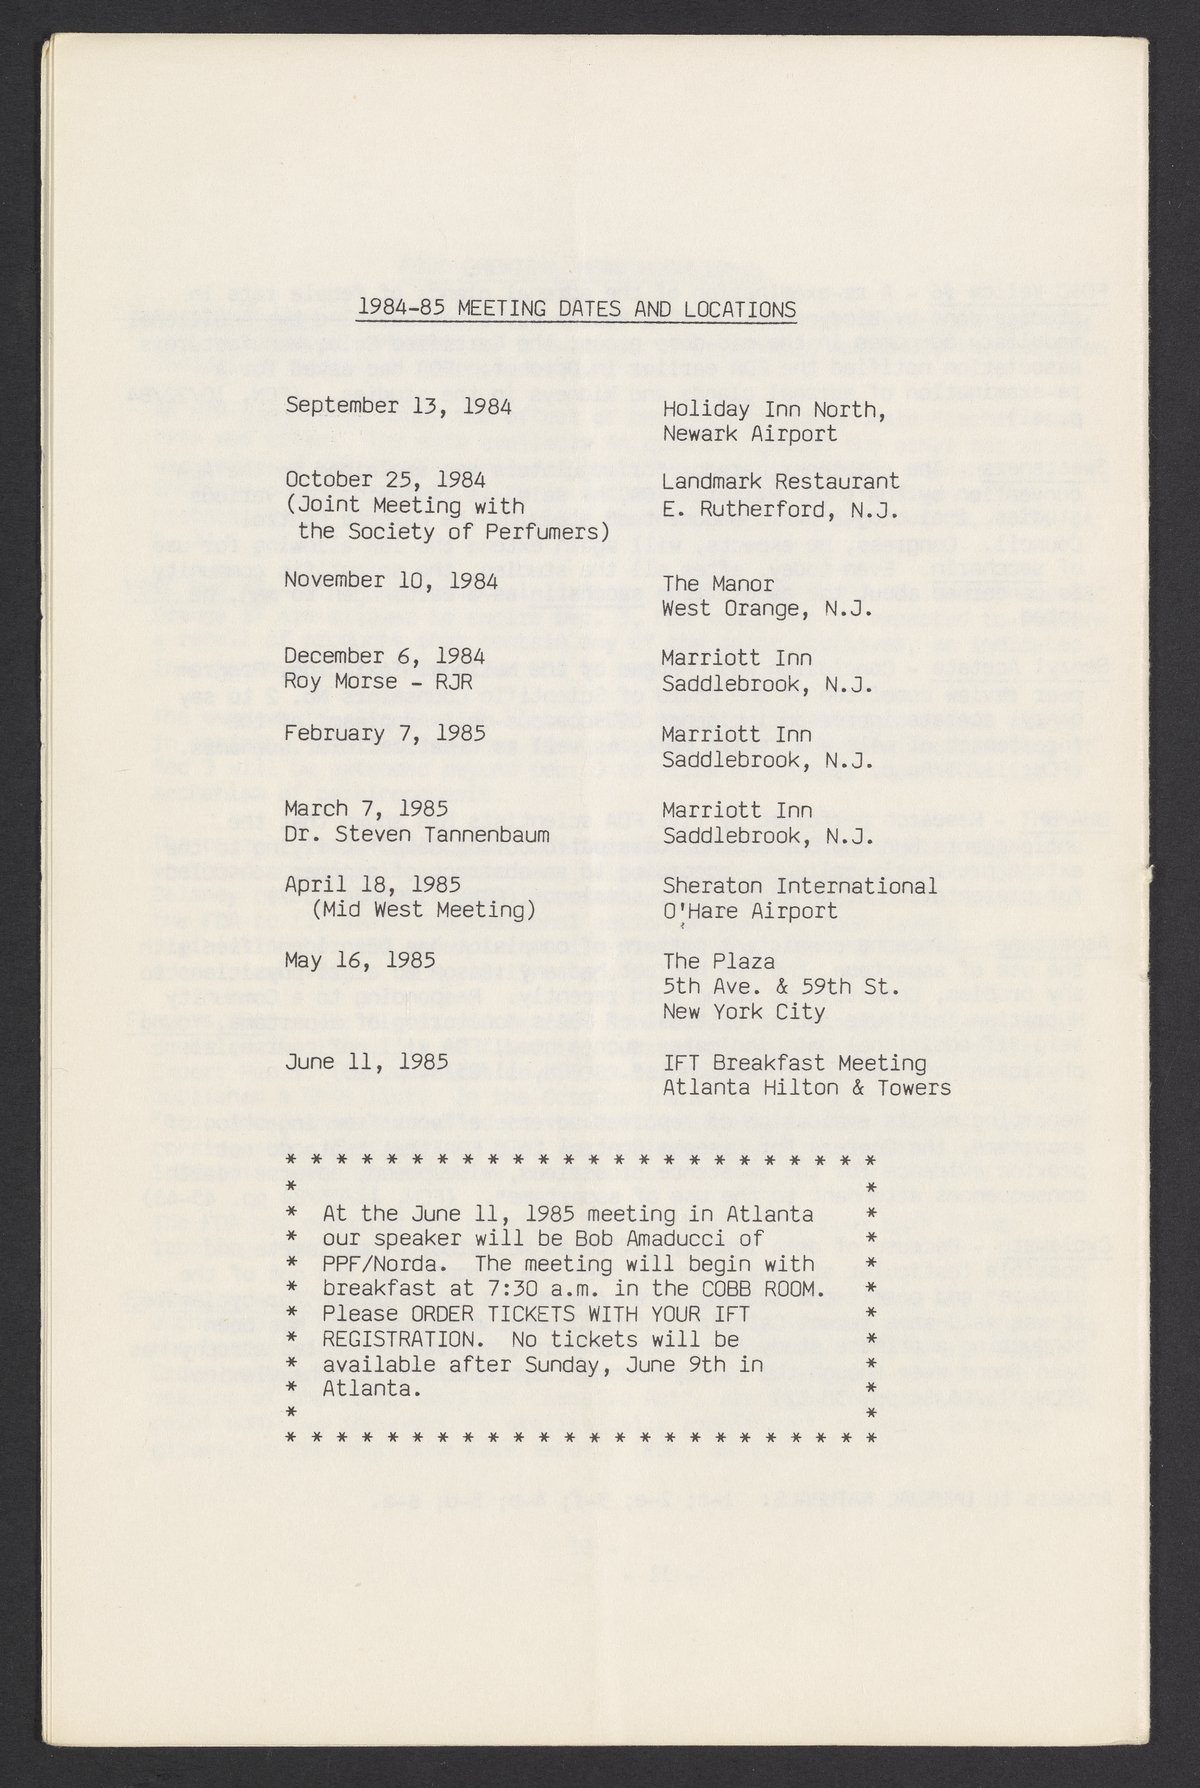 1984-85 MEETING DATES AND LOCATIONS
September 13, 1984
Holiday Inn North,
Newark Airport
October 25, 1984
(Joint Meeting with
the Society of Perfumers)
Landmark Restaurant
E. Rutherford, N.J.
November 10, 1984
The Manor
West Orange, N.J.
December 6, 1984
Roy Morse - RJR
Marriott Inn
Saddlebrook, N.J.
February 7, 1985
Marriott Inn
Saddlebrook, N.J.
March 7, 1985
Dr. Steven Tannenbaum
Marriott Inn
Saddlebrook, N.J.
April 18, 1985
(Mid West Meeting)
Sheraton International
O'Hare Airport
May 16, 1985
The Plaza
5th Ave. & 59th St.
New York City
June 11, 1985
IFT Breakfast Meeting
Atlanta Hilton & Towers
* * * * * * * * * * * * * * * * * * * * * * * *
* *
* At the June 11, 1985 meeting in Atlanta *
* our speaker will be Bob Amaducci of *
* PPF/Norda. The meeting will begin with *
* breakfast at 7:30 a.m. in the COBB ROOM. *
* Please ORDER TICKETS WITH YOUR IFT *
* REGISTRATION. No tickets will be *
* available after Sunday, June 9th in *
* Atlanta. *
* *
* * * * * * * * * * * * * * * * * * * * * * * *